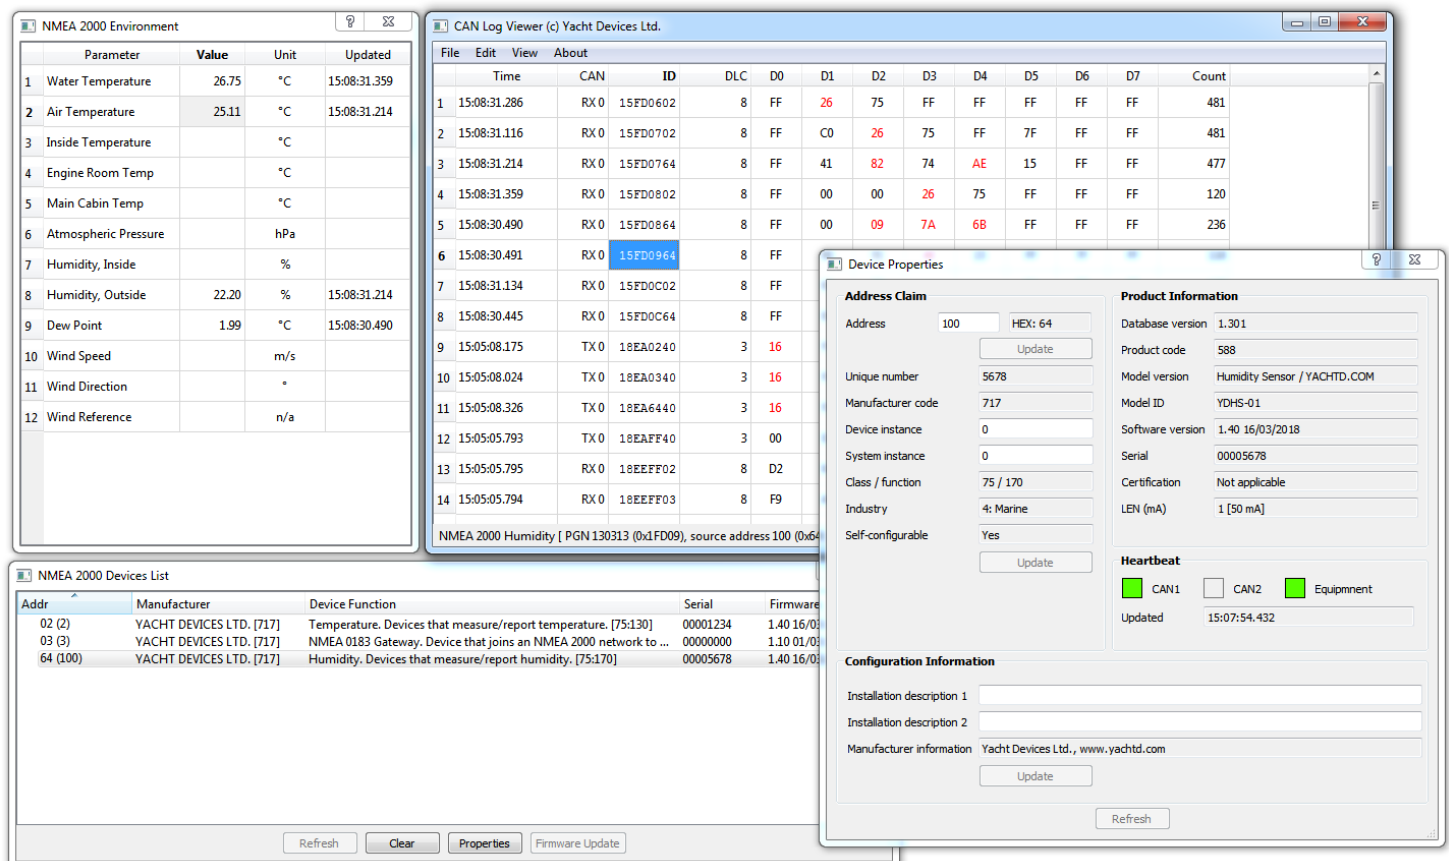 NMEA 2000 Environment
Parameter Value Unit Updated
1 Water Temperature 26.75 °C 15:08:31.359
2 Air Temperature 25.11 °C 15:08:31.214
3 Inside Temperature °C
4 Engine Room Temp °C
5 Main Cabin Temp °C
6 Atmospheric Pressure hPa
7 Humidity, Inside %
8 Humidity, Outside 22.20 % 15:08:31.214
9 Dew Point 1.99 °C 15:08:30.490
10 Wind Speed m/s
11 Wind Direction °
12 Wind Reference n/a
CAN Log Viewer (c) Yacht Devices Ltd.
File Edit View About
Time CAN ID DLC D0 D1 D2 D3 D4 D5 D6 D7 Count
1 15:08:31.286 RX 0 15FD0602 8 FF 26 75 FF FF FF FF FF 481
2 15:08:31.116 RX 0 15FD0702 8 FF C0 26 75 FF 7F FF FF 481
3 15:08:31.214 RX 0 15FD0764 8 FF 41 82 74 AE 15 FF FF 477
4 15:08:31.359 RX 0 15FD0802 8 FF 00 00 26 75 FF FF FF 120
5 15:08:30.490 RX 0 15FD0864 8 FF 00 09 7A 6B FF FF FF 236
6 15:08:30.491 RX 0 15FD0964 8 FF
7 15:08:31.134 RX 0 15FD0C02 8 FF
8 15:08:30.445 RX 0 15FD0C64 8 FF
9 15:05:08.175 TX 0 18EA0240 3 16
10 15:05:08.024 TX 0 18EA0340 3 16
11 15:05:08.326 TX 0 18EA6440 3 16
12 15:05:05.793 TX 0 18EAFF40 3 00
13 15:05:05.795 RX 0 18EEFF02 8 D2
14 15:05:05.794 RX 0 18EEFF03 8 F9
NMEA 2000 Humidity [ PGN 130313 (0x1FD09), source address 100 (0x64
Device Properties
Address Claim
Address 100 HEX: 64
Update
Unique number 5678
Manufacturer code 717
Device instance 0
System instance 0
Class / function 75 / 170
Industry 4: Marine
Self-configurable Yes
Update
Product Information
Database version 1.301
Product code 588
Model version Humidity Sensor / YACHTD.COM
Model ID YDHS-01
Software version 1.40 16/03/2018
Serial 00005678
Certification Not applicable
LEN (mA) 1 [50 mA]
Heartbeat
CAN1 CAN2 Equipmnent
Updated 15:07:54.432
Configuration Information
Installation description 1
Installation description 2
Manufacturer information Yacht Devices Ltd., www.yachtd.com
Update
Refresh
NMEA 2000 Devices List
Addr Manufacturer Device Function Serial Firmware
02 (2) YACHT DEVICES LTD. [717] Temperature. Devices that measure/report temperature. [75:130] 00001234 1.40 16/03
03 (3) YACHT DEVICES LTD. [717] NMEA 0183 Gateway. Device that joins an NMEA 2000 network to ... 00000000 1.10 01/0
64 (100) YACHT DEVICES LTD. [717] Humidity. Devices that measure/report humidity. [75:170] 00005678 1.40 16/03
Refresh Clear Properties Firmware Update